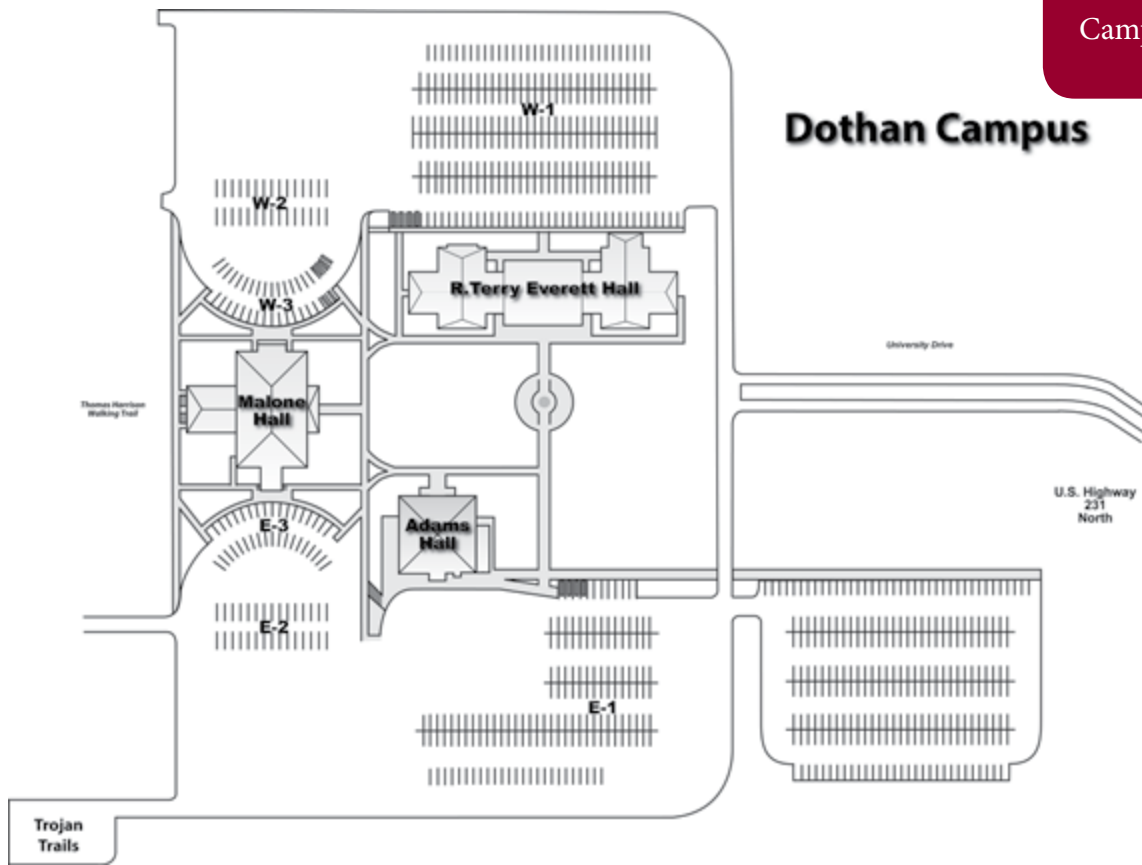 Camp
Dothan Campus
W-1
W-2
W-3
R.Terry Everett Hall
University Drive
Thomas Harrison
Walking Trail
Malone
Hall
U.S. Highway
231
North
E-3
Adams
Hall
E-2
E-1
Trojan
Trails